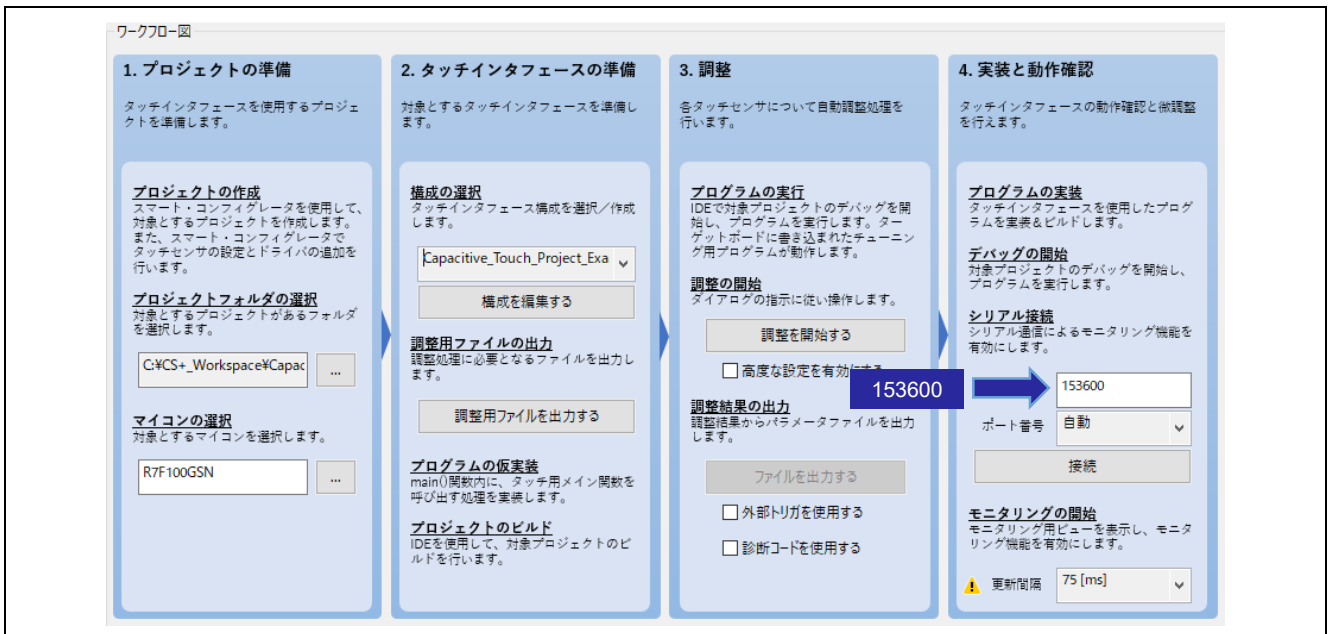 ワークフロー図
1. プロジェクトの準備
タッチインタフェースを使用するプロジェ
クトを準備します。
プロジェクトの作成
スマート・コンフィグレータを使用して、
対象とするプロジェクトを作成します。
また、スマート・コンフィグレータで
タッチセンサの設定とドライバの追加を
行います。
プロジェクトフォルダの選択
対象とするプロジェクトがあるフォルダ
を選択します。
C:¥CS+_Workspace¥Capac
...
マイコンの選択
対象とするマイコンを選択します。
R7F100GSN
...
2. タッチインタフェースの準備
対象とするタッチインタフェースを準備し
ます。
構成の選択
タッチインタフェース構成を選択／作成
します。
Capacitive_Touch_Project_Exa
構成を編集する
調整用ファイルの出力
調整処理に必要となるファイルを出力し
ます。
調整用ファイルを出力する
プログラムの仮実装
main()関数内に、タッチ用メイン関数を
呼び出す処理を実装します。
プロジェクトのビルド
IDEを使用して、対象プロジェクトのビ
ルドを行います。
3. 調整
各タッチセンサについて自動調整処理を
行います。
プログラムの実行
IDEで対象プロジェクトのデバッグを開
始し、プログラムを実行します。ター
ゲットボードに書き込まれたチューニン
グ用プログラムが動作します。
調整の開始
ダイアログの指示に従い操作します。
調整を開始する
高度な設定を有効にする
153600
調整結果の出力
調整結果からパラメータファイルを出力
します。
ファイルを出力する
外部トリガを使用する
診断コードを使用する
4. 実装と動作確認
タッチインタフェースの動作確認と微調整
を行えます。
プログラムの実装
タッチインタフェースを使用したプログ
ラムを実装&ビルドします。
デバッグの開始
対象プロジェクトのデバッグを開始し、
プログラムを実行します。
シリアル接続
シリアル通信によるモニタリング機能を
有効にします。
153600
ポート番号 自動
接続
モニタリングの開始
モニタリング用ビューを表示し、モニタ
リング機能を有効にします。
更新間隔 75 [ms]